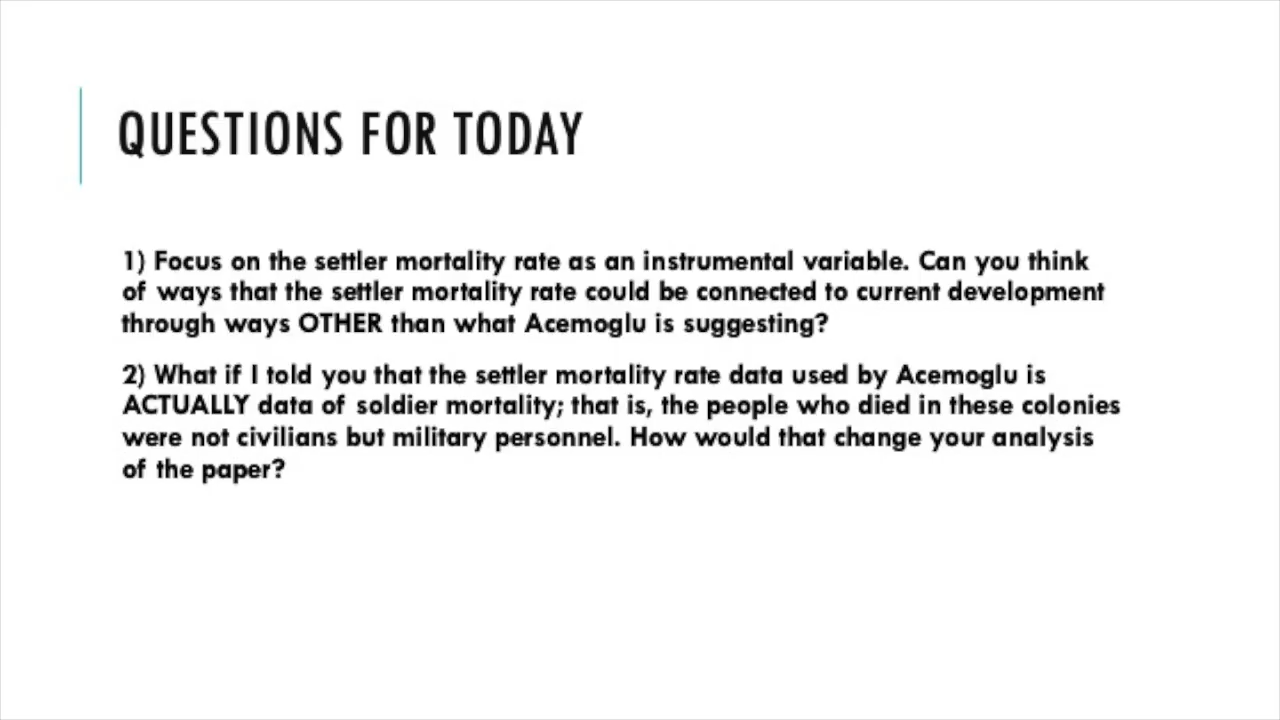 QUESTIONS FOR TODAY
1) Focus on the settler mortality rate as an instrumental variable. Can you think
of ways that the settler mortality rate could be connected to current development
through ways OTHER than what Acemoglu is suggesting?
2) What if I told you that the settler mortality rate data used by Acemoglu is
ACTUALLY data of soldier mortality; that is, the people who died in these colonies
were not civilians but military personnel. How would that change your analysis
of the paper?